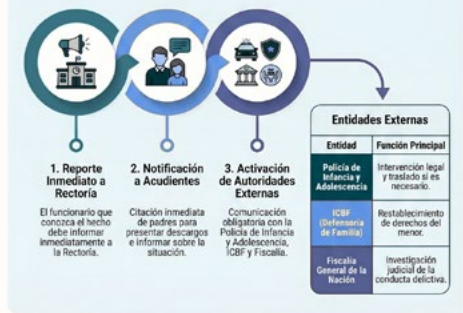 1. Reporte
Inmediato a
Rectoría
El funcionario que
conozca el hecho
debe informar
inmediatamente a
la Rectoría.
2. Notificación
a Acudientes
Citación inmediata
de padres para
presentar descargos
e informar sobre la
situación.
3. Activación
de Autoridades
Externas
Comunicación
obligatoria con la
Policía de Infancia
y Adolescencia,
ICBF y Fiscalía.
Entidades Externas
Entidad
Función Principal
Policía de
Infancia y
Adolescencia
Intervención legal
y traslado si es
necesario.
ICBF
(Defensoría
de Familia)
Restablecimiento
de derechos del
menor.
Fiscalía
General de la
Nación
Investigación
judicial de la
conducta delictiva.